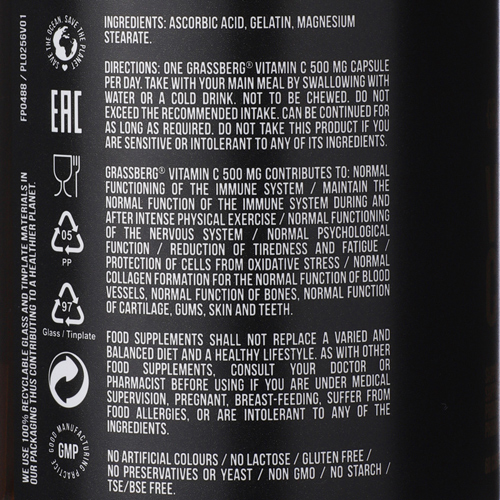 INGREDIENTS: ASCORBIC ACID, GELATIN, MAGNESIUM
STEARATE.
DIRECTIONS: ONE GRASSBERG® VITAMIN C 500 MG CAPSULE
PER DAY. TAKE WITH YOUR MAIN MEAL BY SWALLOWING WITH
WATER OR A COLD DRINK. NOT TO BE CHEWED. DO NOT
EXCEED THE RECOMMENDED INTAKE. CAN BE CONTINUED FOR
AS LONG AS REQUIRED. DO NOT TAKE THIS PRODUCT IF YOU
ARE SENSITIVE OR INTOLERANT TO ANY OF ITS INGREDIENTS.
GRASSBERG® VITAMIN C 500 MG CONTRIBUTES TO: NORMAL
FUNCTIONING OF THE IMMUNE SYSTEM / MAINTAIN THE
NORMAL FUNCTION OF THE IMMUNE SYSTEM DURING AND
AFTER INTENSE PHYSICAL EXERCISE / NORMAL FUNCTIONING
OF THE NERVOUS SYSTEM / NORMAL PSYCHOLOGICAL
FUNCTION / REDUCTION OF TIREDNESS AND FATIGUE /
PROTECTION OF CELLS FROM OXIDATIVE STRESS / NORMAL
COLLAGEN FORMATION FOR THE NORMAL FUNCTION OF BLOOD
VESSELS, NORMAL FUNCTION OF BONES, NORMAL FUNCTION
OF CARTILAGE, GUMS, SKIN AND TEETH.
FOOD SUPPLEMENTS SHALL NOT REPLACE A VARIED AND
BALANCED DIET AND A HEALTHY LIFESTYLE. AS WITH OTHER
FOOD SUPPLEMENTS, CONSULT YOUR DOCTOR OR
PHARMACIST BEFORE USING IF YOU ARE UNDER MEDICAL
SUPERVISION, PREGNANT, BREAST-FEEDING, SUFFER FROM
FOOD ALLERGIES, OR ARE INTOLERANT TO ANY OF THE
INGREDIENTS.
NO ARTIFICIAL COLOURS / NO LACTOSE / GLUTEN FREE /
NO PRESERVATIVES OR YEAST / NON GMO / NO STARCH /
TSE/BSE FREE.
FP0488 / PL0256V01
SAVE THE OCEAN, SAVE THE PLANET
SAVE THE OCEAN
EAC
05
PP
97
Glass / Tinplate
GOOD MANUFACTURING PRACTICE
GMP
WE USE 100% RECYCLABLE GLASS AND TINPLATE MATERIALS IN
OUR PACKAGING THUS CONTRIBUTING TO A HEALTHIER PLANET.